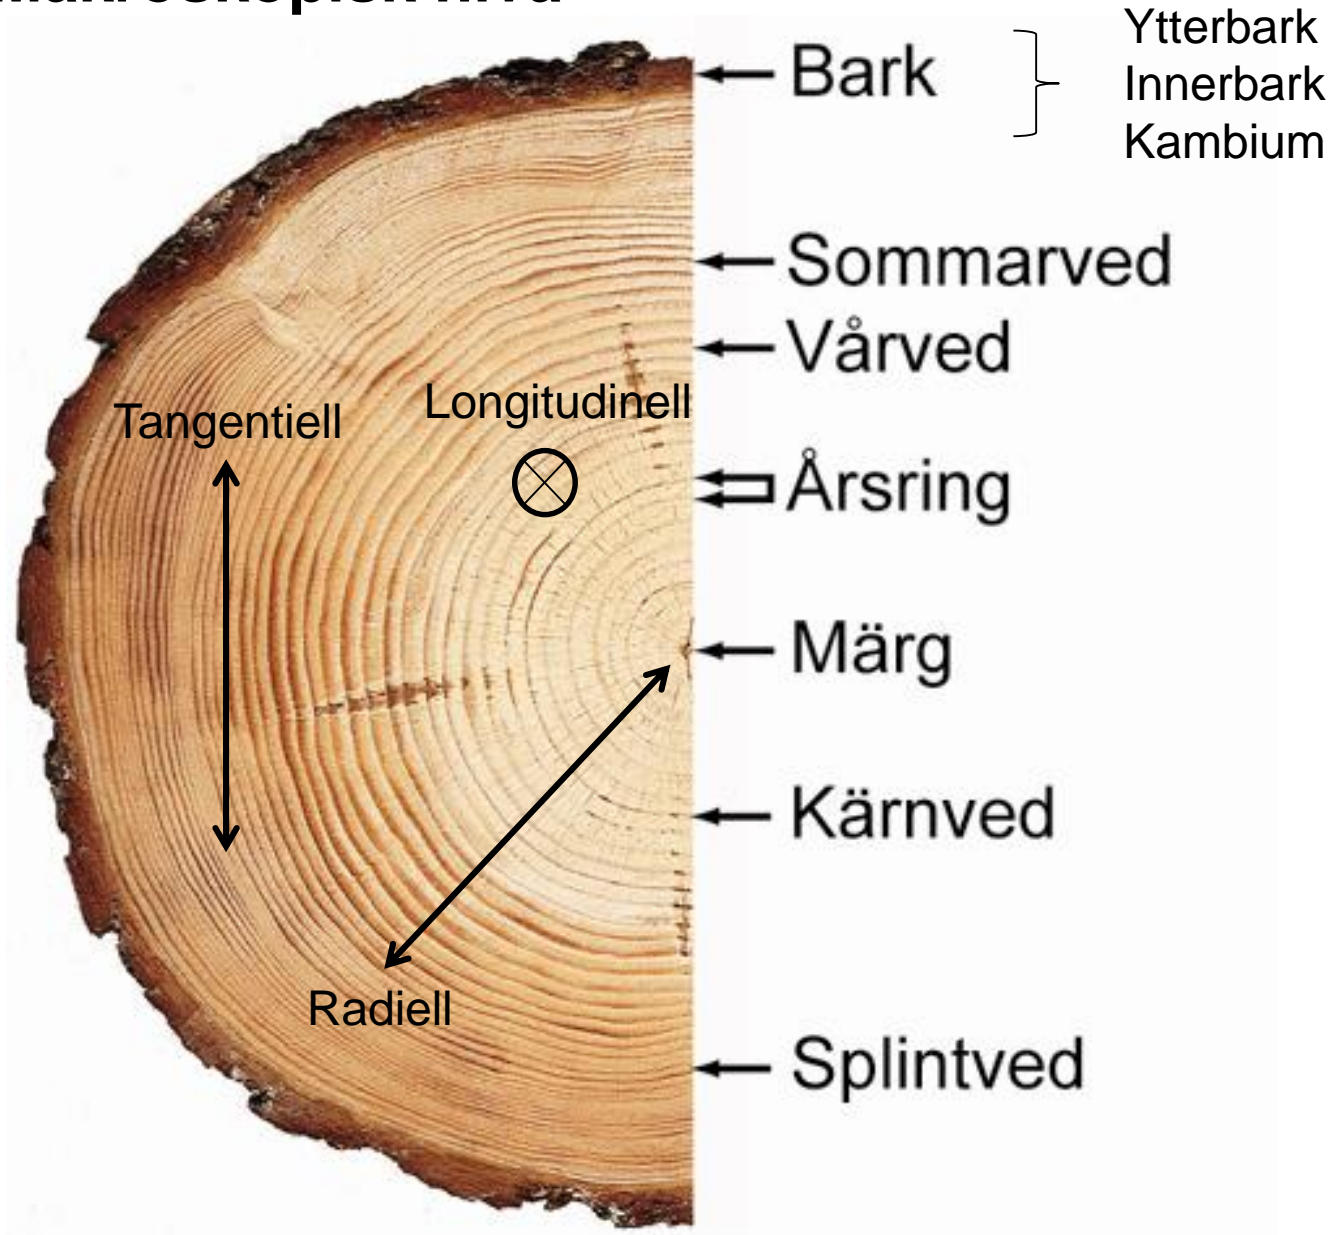 Bark
Ytterbark
Innerbark
Kambium
Sommarved
Vårved
Tangentiell
Longitudinell
Årsring
Märg
Kärnved
Radiell
Splintved